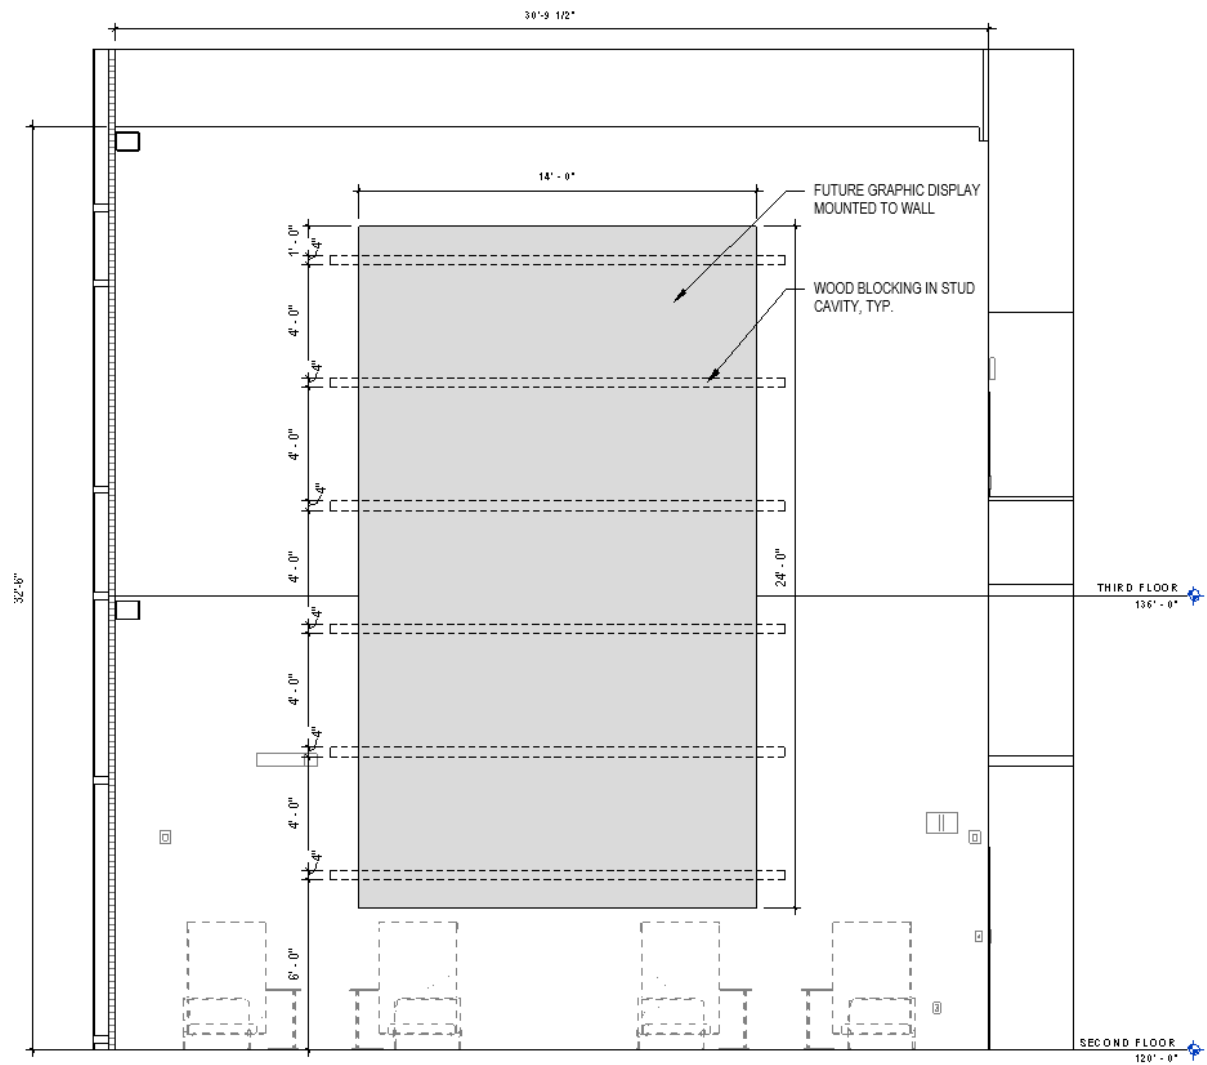 30'-9 1/2"
14' - 0"
FUTURE GRAPHIC DISPLAY
MOUNTED TO WALL
1' - 0"
4"
WOOD BLOCKING IN STUD
CAVITY, TYP.
4' - 0"
4"
4' - 0"
4"
4' - 0"
24' - 0"
32'-6"
THIRD FLOOR
136' - 0"
4"
4' - 0"
4"
4' - 0"
4"
6' - 0"
SECOND FLOOR
120' - 0"